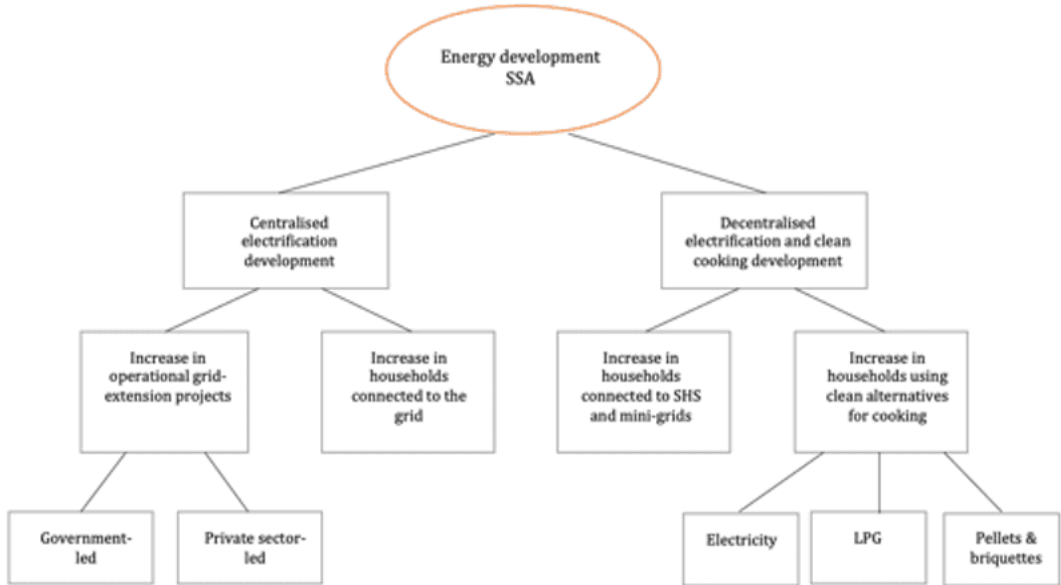 Energy development
SSA
Centralised
electrification
development
Decentralised
electrification and clean
cooking development
Increase in
operational grid-
extension projects
Increase in
households
connected to the
grid
Increase in
households
connected to SHS
and mini-grids
Increase in
households using
clean alternatives
for cooking
Government-
led
Private sector-
led
Electricity
LPG
Pellets &
briquettes